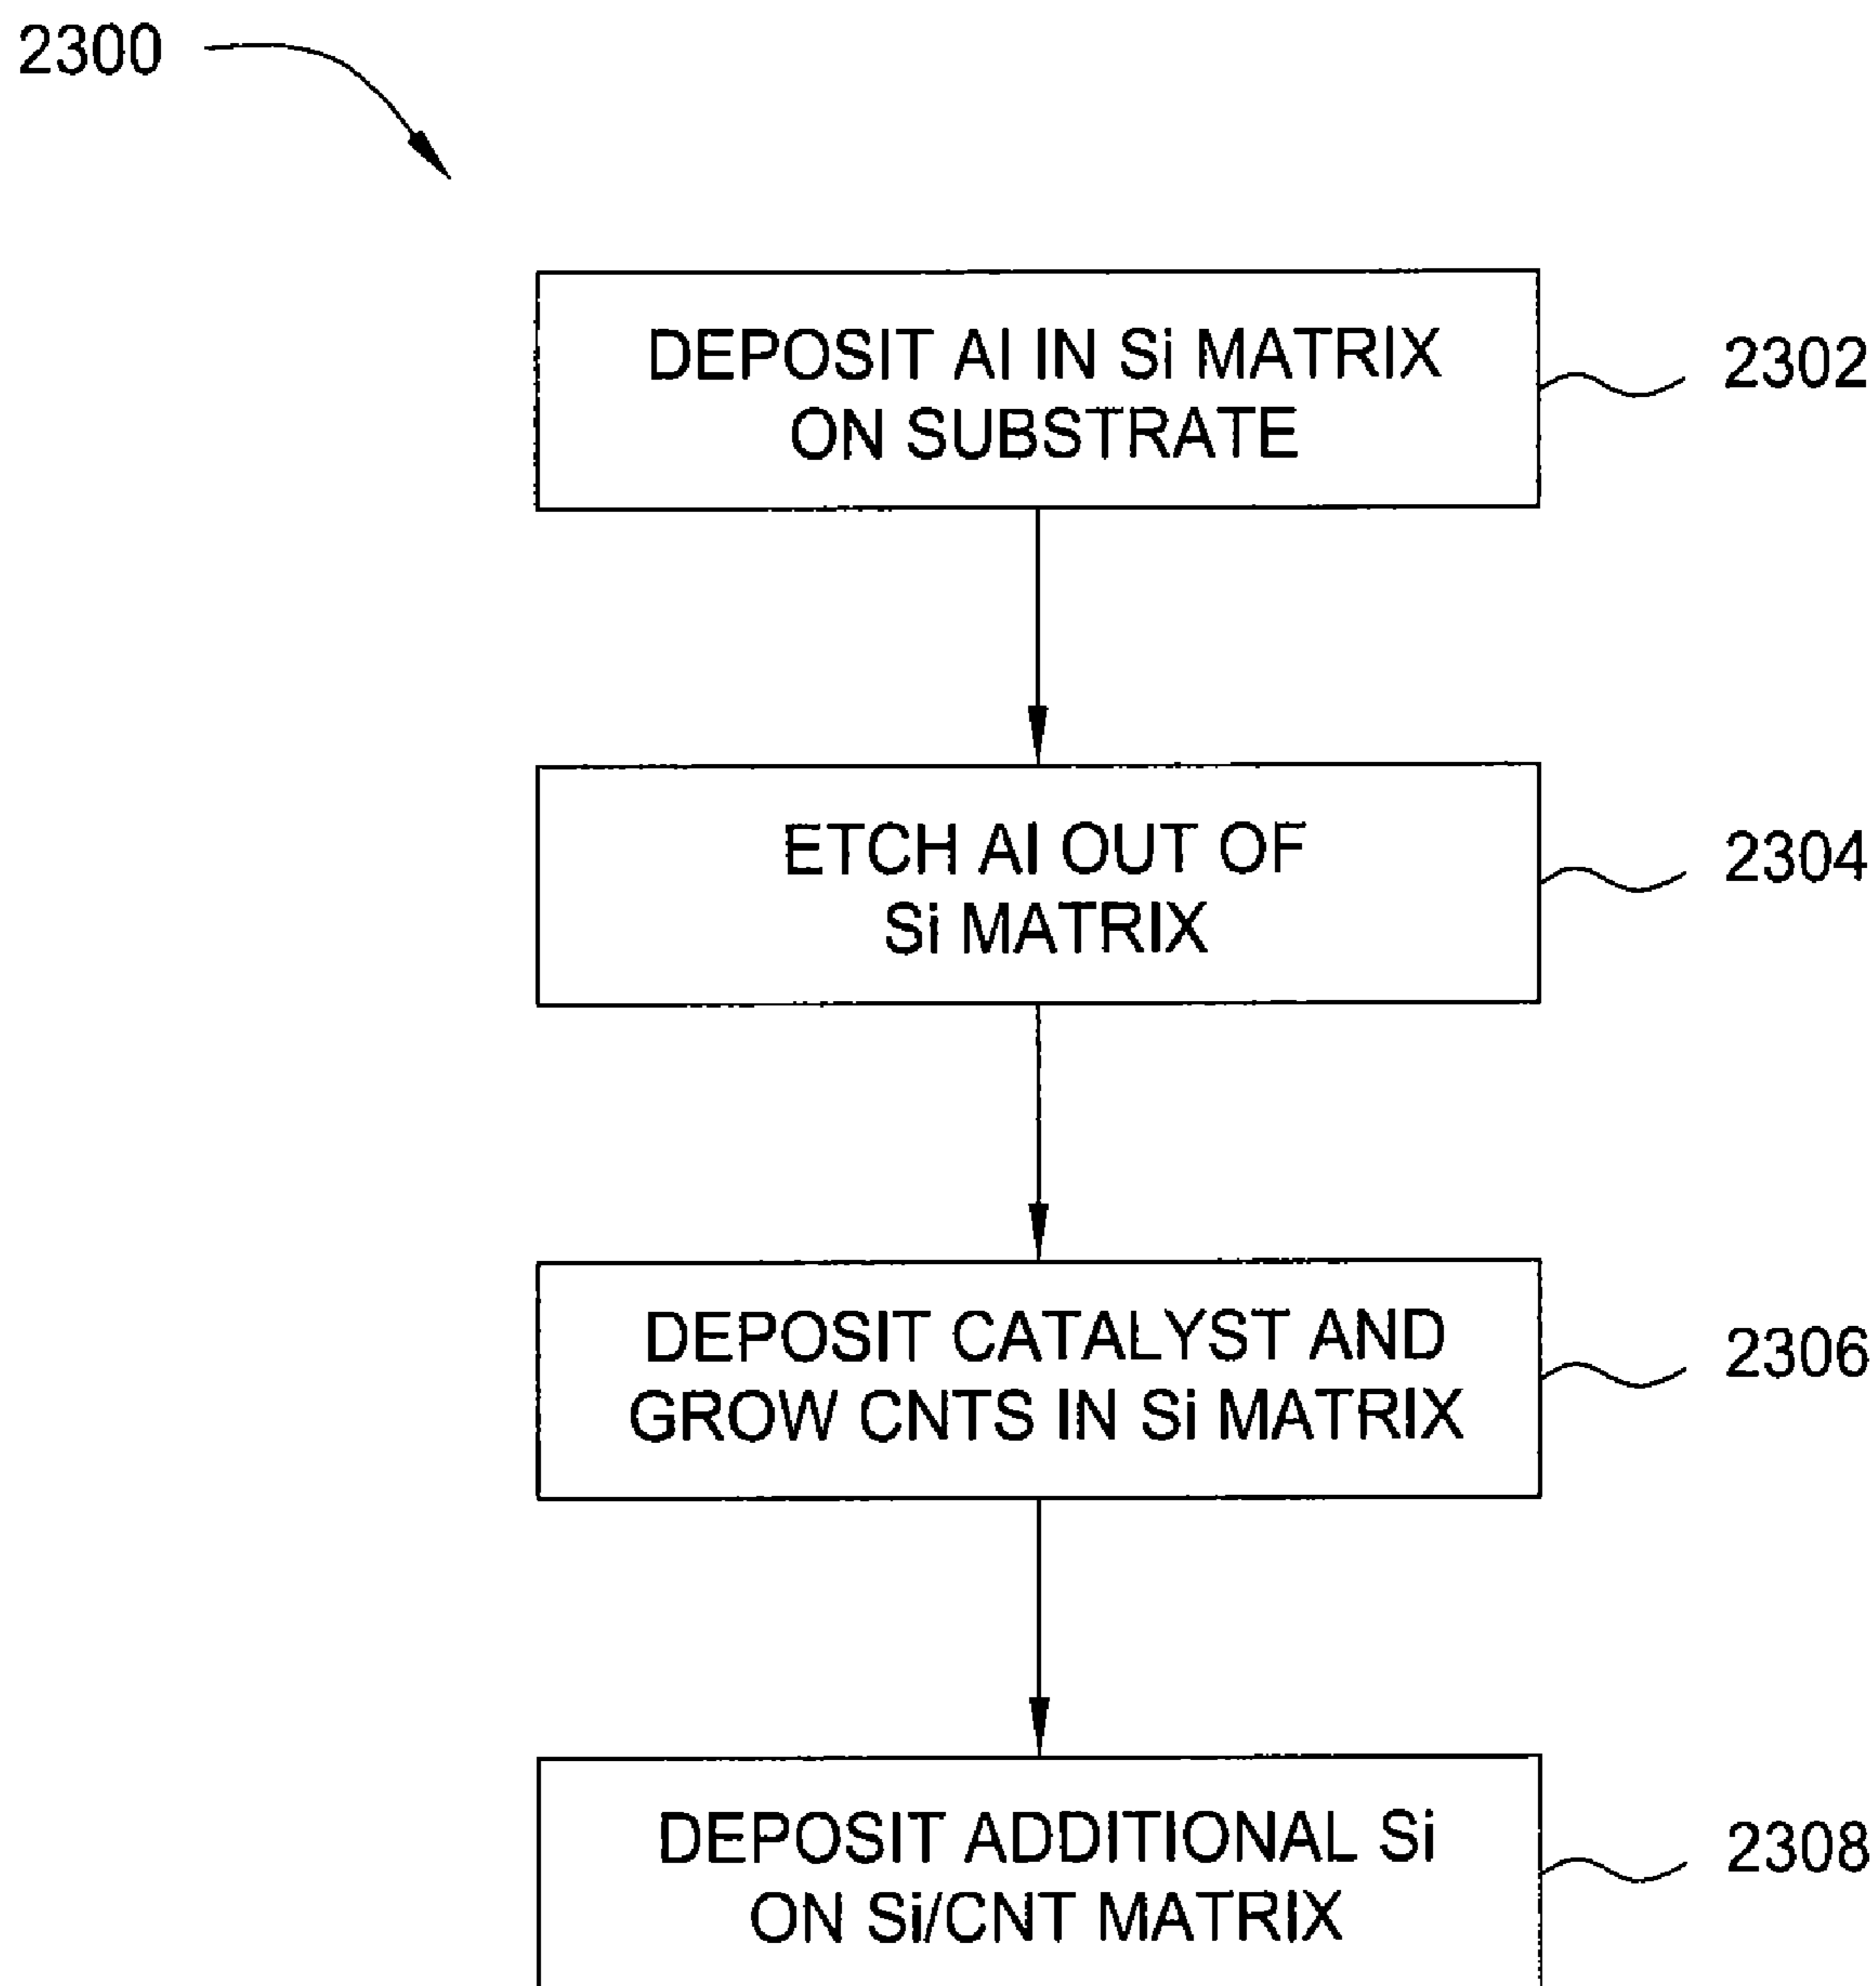 2300
DEPOSIT Al IN Si MATRIX
ON SUBSTRATE
2302
ETCH Al OUT OF
Si MATRIX
2304
DEPOSIT CATALYST AND
GROW CNTS IN Si MATRIX
2306
DEPOSIT ADDITIONAL Si
ON Si/CNT MATRIX
2308